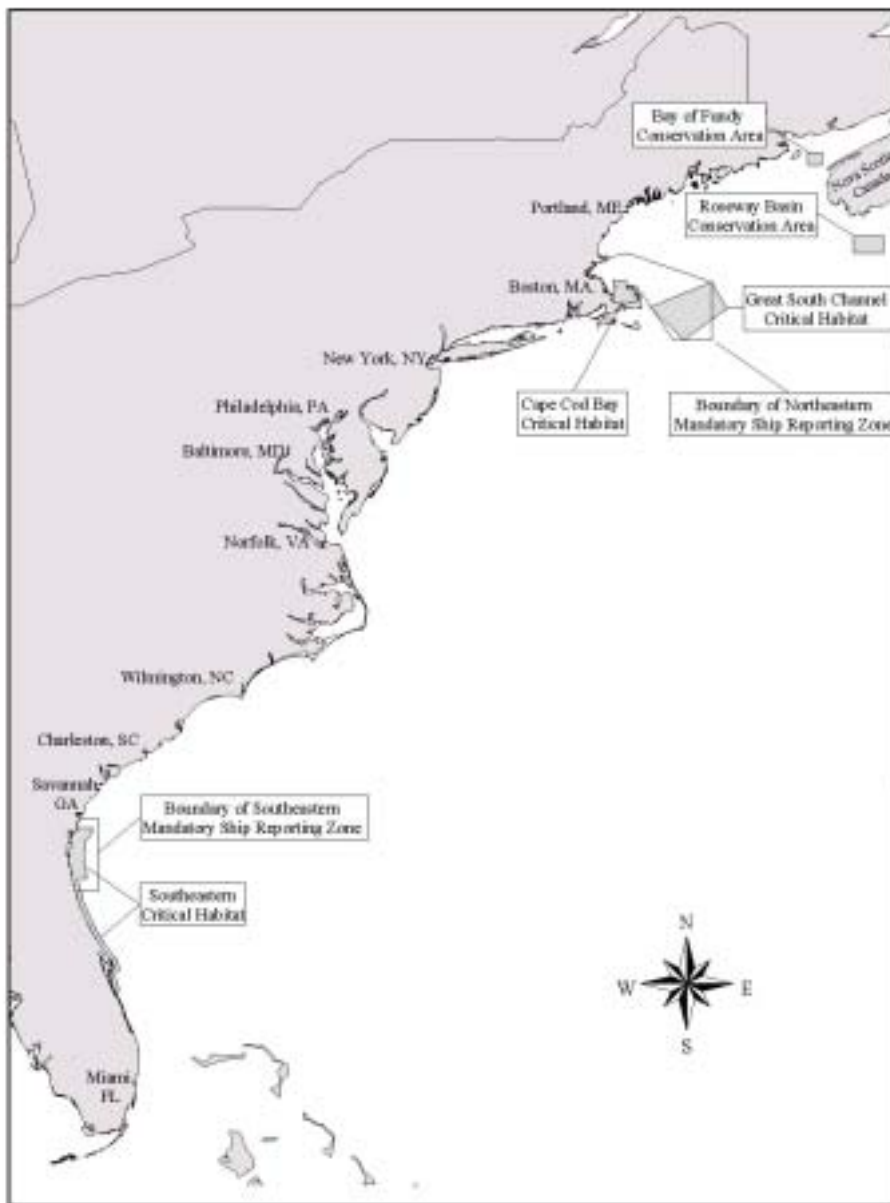 Bay of Fundy
Conservation Area
Nova Scotia
Canada
Portland, ME
Roseway Basin
Conservation Area
Boston, MA
Great South Channel
Critical Habitat
New York, NY
Cape Cod Bay
Critical Habitat
Boundary of Northeastern
Mandatory Ship Reporting Zone
Philadelphia, PA
Baltimore, MD
Norfolk, VA
Wilmington, NC
Charleston, SC
Savannah,
GA
Boundary of Southeastern
Mandatory Ship Reporting Zone
Southeastern
Critical Habitat
N
W
E
S
Miami,
FL